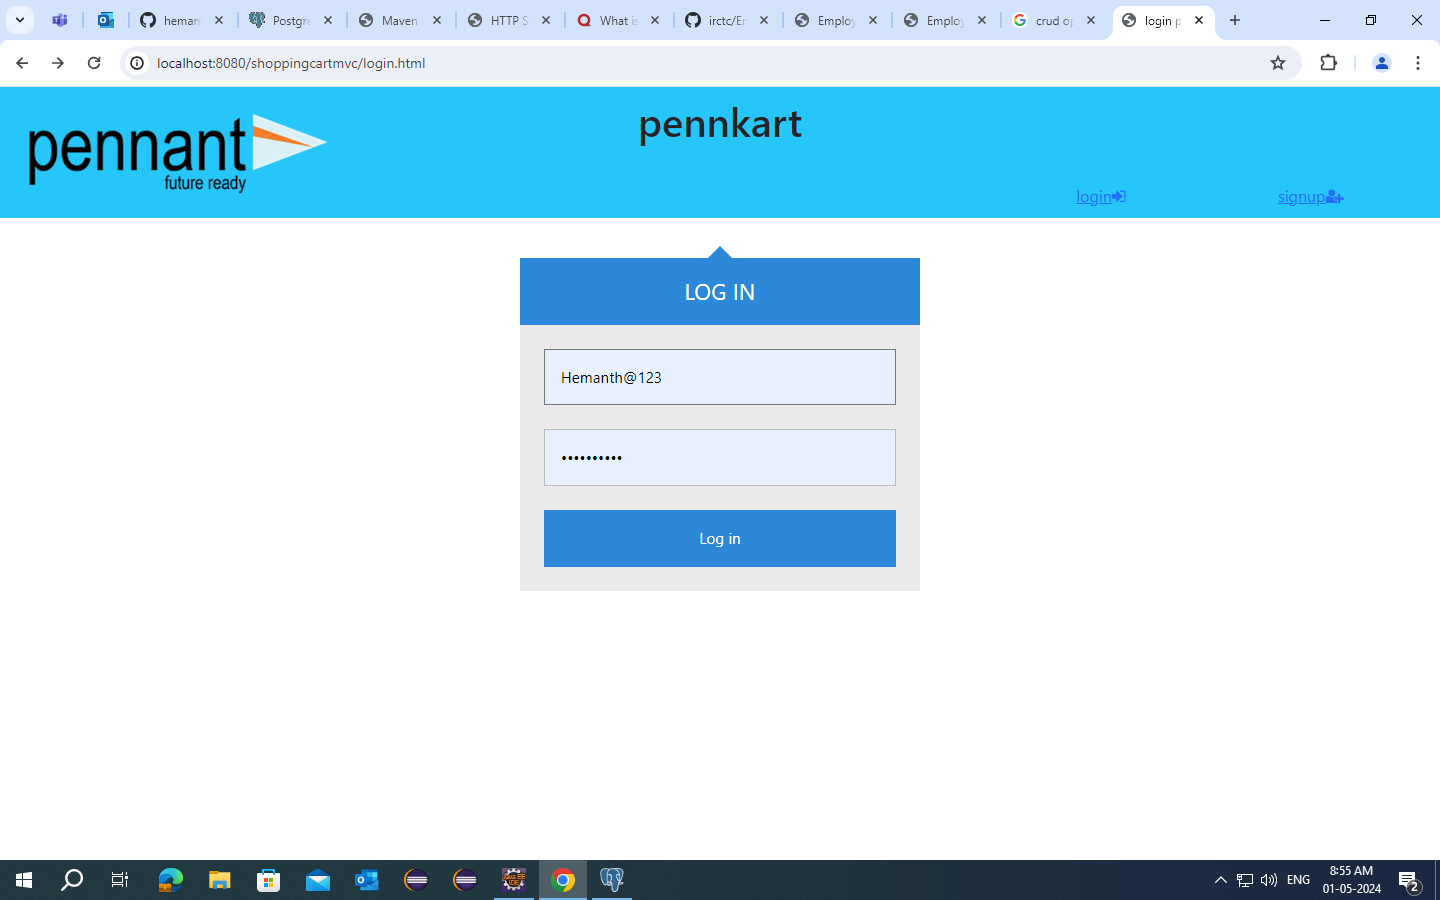 heman
Postgre
Maven
HTTP S
What is
irctc/Er
Employ
Employ
crud op
login p
localhost:8080/shoppingcartmvc/login.html
pennant
future ready
pennkart
login
signup
LOG IN
Hemanth@123
••••••••••
Log in
ENG
8:55 AM
01-05-2024
2